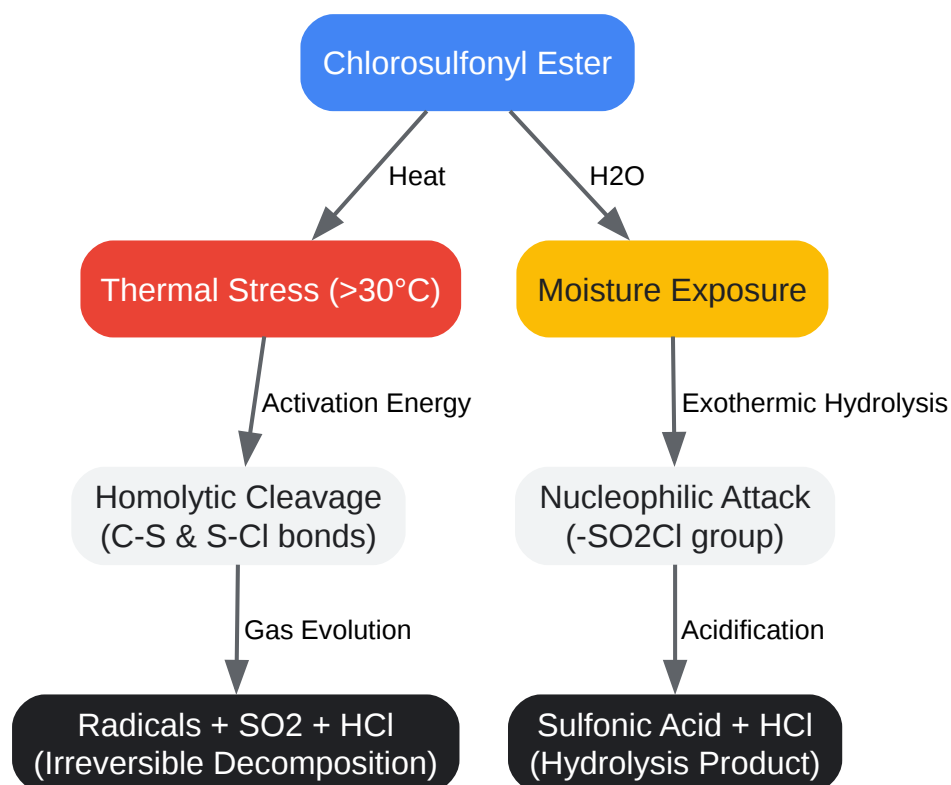 Chlorosulfonyl Ester
Heat
H2O
Thermal Stress (>30°C)
Moisture Exposure
Activation Energy
Exothermic Hydrolysis
Homolytic Cleavage
(C-S & S-Cl bonds)
Nucleophilic Attack
(-SO2Cl group)
Gas Evolution
Acidification
Radicals + SO2 + HCl
(Irreversible Decomposition)
Sulfonic Acid + HCl
(Hydrolysis Product)